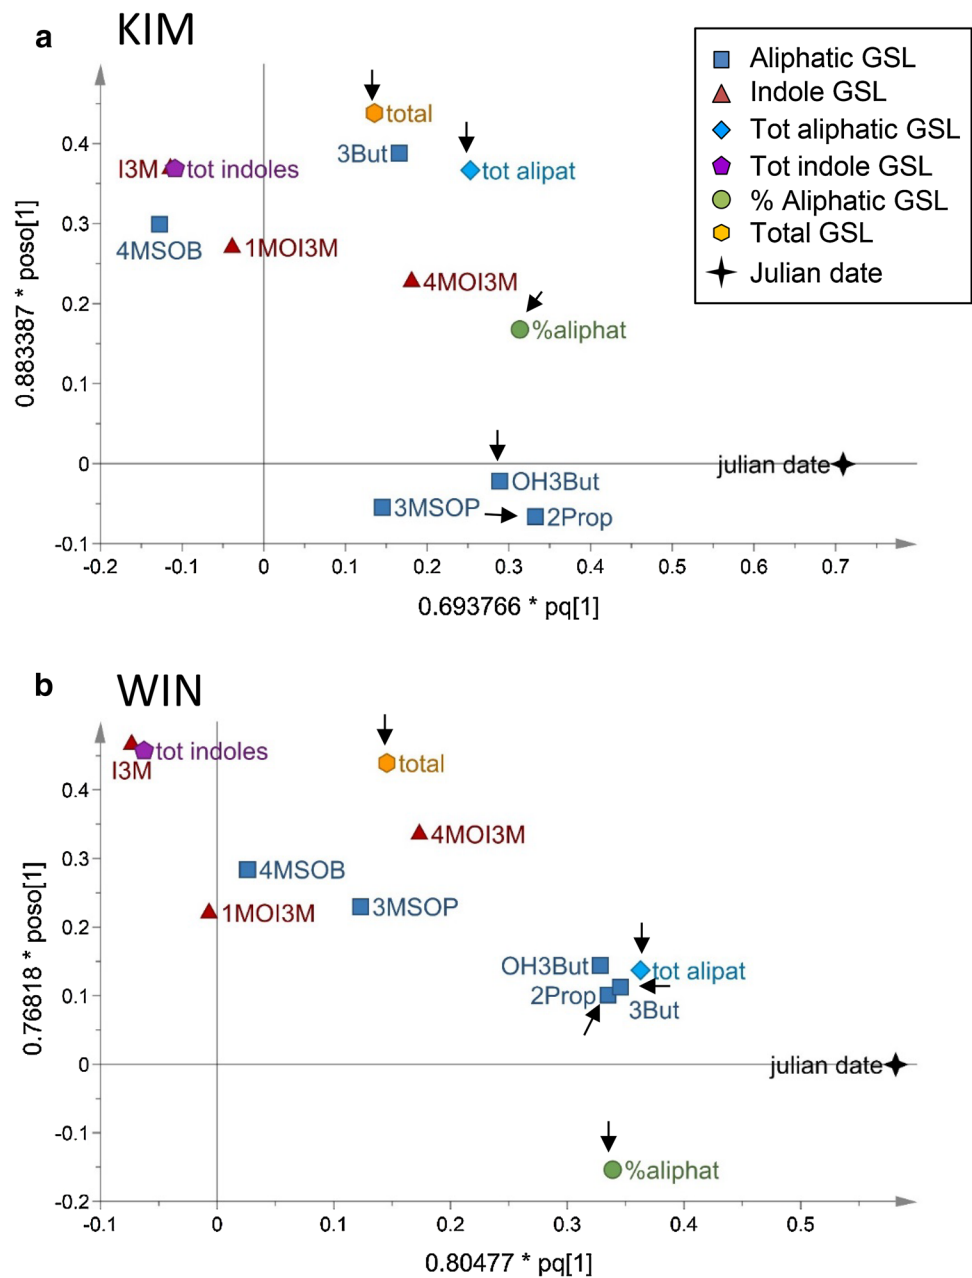 a
KIM
Aliphatic GSL
Indole GSL
Tot aliphatic GSL
Tot indole GSL
% Aliphatic GSL
Total GSL
Julian date
total
3But
tot alipat
I3M
tot indoles
4MSOB
1MOI3M
4MOI3M
%aliphat
julian date
OH3But
3MSOP
2Prop
0.4
0.3
0.2
0.1
0
-0.1
-0.2 -0.1 0 0.1 0.2 0.3 0.4 0.5 0.6 0.7
0.883387 * poso[1]
0.693766 * pq[1]
b
WIN
tot indoles
I3M
total
4MOI3M
4MSOB
3MSOP
1MOI3M
OH3But
tot alipat
2Prop
3But
julian date
%aliphat
0.4
0.3
0.2
0.1
0
-0.1
-0.2
-0.1 0 0.1 0.2 0.3 0.4 0.5
0.76818 * poso[1]
0.80477 * pq[1]